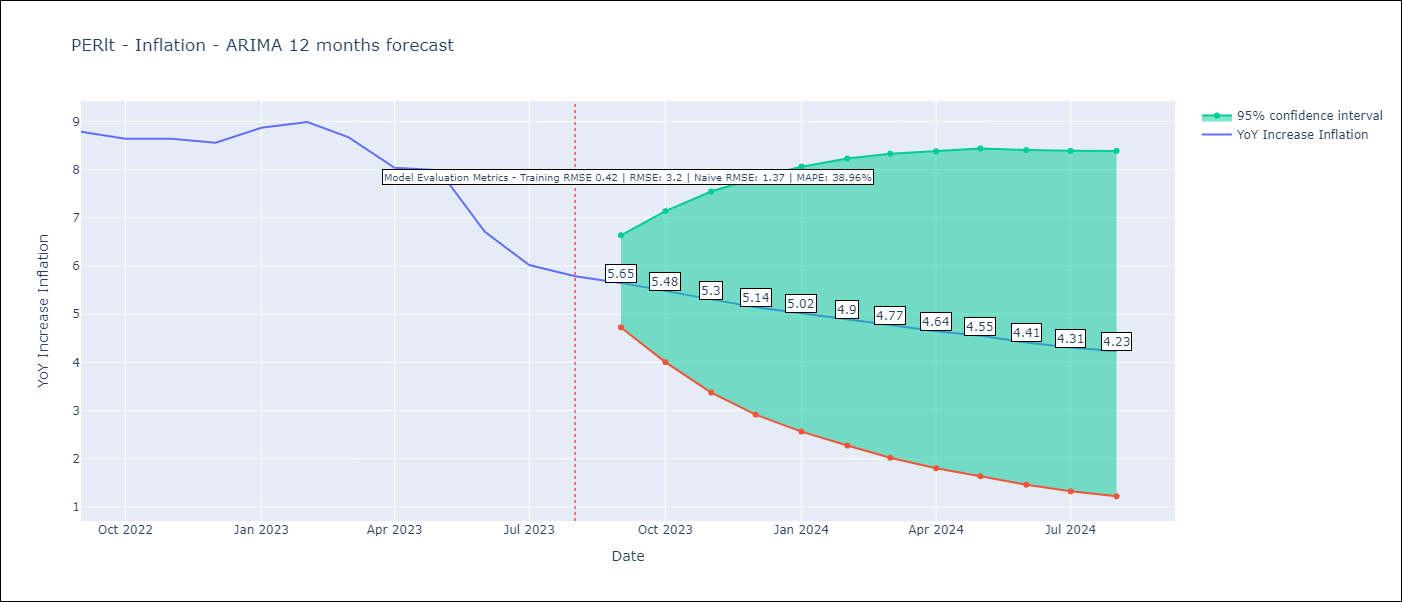 PERlt - Inflation - ARIMA 12 months forecast
95% confidence interval
YoY Increase Inflation
Model Evaluation Metrics - Training RMSE 0.42 | RMSE: 3.2 | Naive RMSE: 1.37 | MAPE: 38.96%
YoY Increase Inflation
9
8
7
6
5
4
3
2
1
5.65
5.48
5.3
5.14
5.02
4.9
4.77
4.64
4.55
4.41
4.31
4.23
Oct 2022
Jan 2023
Apr 2023
Jul 2023
Oct 2023
Jan 2024
Apr 2024
Jul 2024
Date